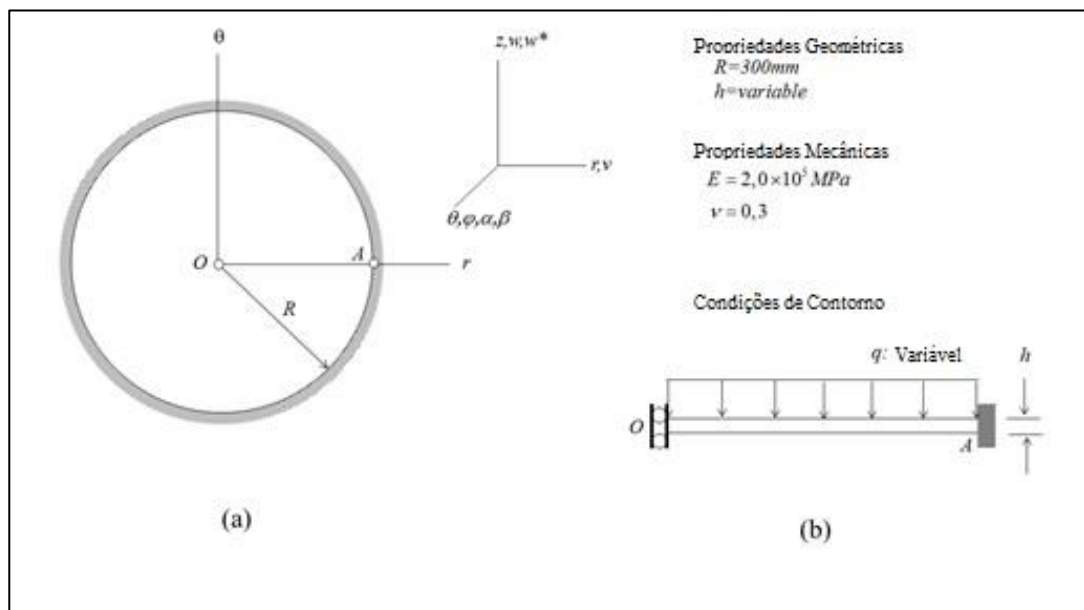 θ
O
A
r
R
(a)
z,w,w*
r,v
θ,φ,α,β
Propriedades Geométricas
R=300mm
h=variable
Propriedades Mecânicas
E = 2,0×10⁵ MPa
ν = 0,3
Condições de Contorno
q: Variável
h
O
A
(b)